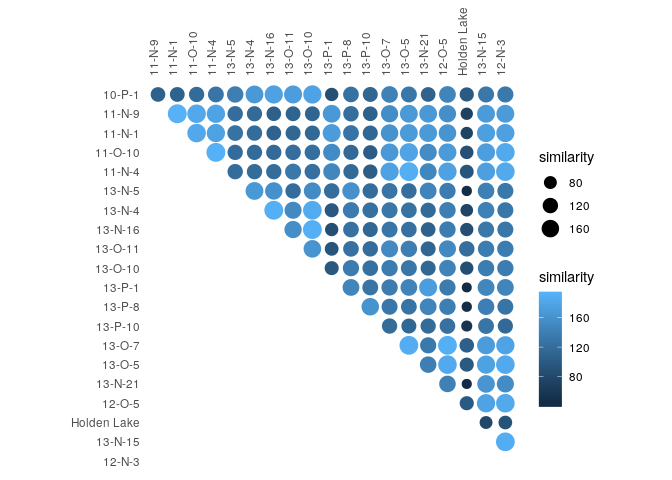 11-N-9
11-N-1
11-O-10
11-N-4
13-N-5
13-N-4
13-N-16
13-O-11
13-O-10
13-P-1
13-P-8
13-P-10
13-O-7
13-O-5
13-N-21
12-O-5
Holden Lake
13-N-15
12-N-3
10-P-1
11-N-9
11-N-1
11-O-10
11-N-4
13-N-5
13-N-4
13-N-16
13-O-11
13-O-10
13-P-1
13-P-8
13-P-10
13-O-7
13-O-5
13-N-21
12-O-5
Holden Lake
13-N-15
12-N-3
similarity
80
120
160
similarity
160
120
80